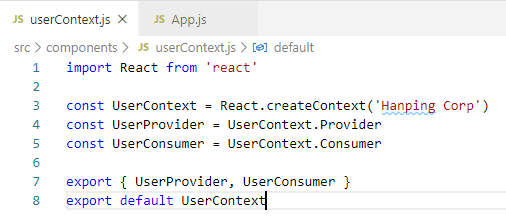 JS userContext.js × JS App.js
src > components > JS userContext.js > default
1 import React from 'react'
2
3 const UserContext = React.createContext('Hanping Corp')
4 const UserProvider = UserContext.Provider
5 const UserConsumer = UserContext.Consumer
6
7 export { UserProvider, UserConsumer }
8 export default UserContext